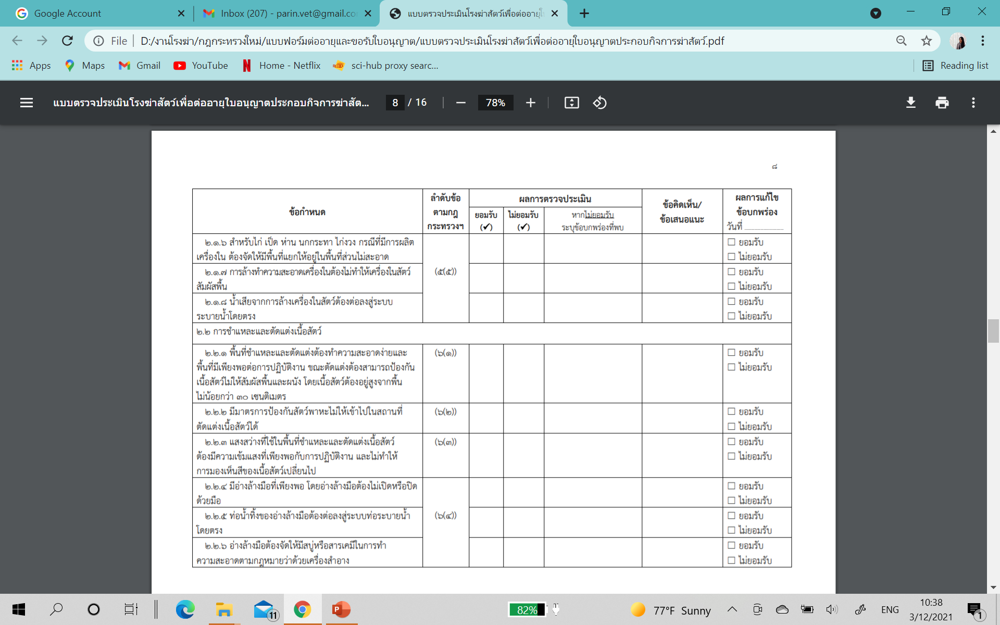 Google Account
Inbox (207) - parin.vet@gmail.co
แบบตรวจประเมินโรงฆ่าสัตว์เพื่อต่ออายุใ
File
D:/งานโรงฆ่า/กฎกระทรวงใหม่/แบบฟอร์มต่ออายุและขอรับใบอนุญาต/แบบตรวจประเมินโรงฆ่าสัตว์เพื่อต่ออายุใบอนุญาตประกอบกิจการฆ่าสัตว์.pdf
Apps Maps Gmail YouTube Home - Netflix sci-hub proxy searc... Reading list
แบบตรวจประเมินโรงฆ่าสัตว์เพื่อต่ออายุใบอนุญาตประกอบกิจการฆ่าสัต... 8 / 16 78%
๘
ข้อกำหนด
ลำดับข้อ
ตามกฎ
กระทรวงฯ
ผลการตรวจประเมิน
ยอมรับ
(✓)
ไม่ยอมรับ
(✓)
หากไม่ยอมรับ
ระบุข้อบกพร่องที่พบ
ข้อคิดเห็น/
ข้อเสนอแนะ
ผลการแก้ไข
ข้อบกพร่อง
วันที่ ........................
๒.๑.๖ สำหรับไก่ เป็ด ห่าน นกกระทา ไก่งวง กรณีที่มีการผลิต
เครื่องใน ต้องจัดให้มีพื้นที่แยกให้อยู่ในพื้นที่ส่วนไม่สะอาด
☐ ยอมรับ
☐ ไม่ยอมรับ
๒.๑.๗ การล้างทำความสะอาดเครื่องในต้องไม่ทำให้เครื่องในสัตว์
สัมผัสพื้น
(๕(๕))
☐ ยอมรับ
☐ ไม่ยอมรับ
๒.๑.๘ น้ำเสียจากการล้างเครื่องในสัตว์ต้องต่อลงสู่ระบบ
ระบายน้ำโดยตรง
☐ ยอมรับ
☐ ไม่ยอมรับ
๒.๒ การชำแหละและตัดแต่งเนื้อสัตว์
๒.๒.๑ พื้นที่ชำแหละและตัดแต่งต้องทำความสะอาดง่ายและ
พื้นที่มีเพียงพอต่อการปฏิบัติงาน ขณะตัดแต่งต้องสามารถป้องกัน
เนื้อสัตว์ไม่ให้สัมผัสพื้นและผนัง โดยเนื้อสัตว์ต้องอยู่สูงจากพื้น
ไม่น้อยกว่า ๓๐ เซนติเมตร
(๖(๑))
☐ ยอมรับ
☐ ไม่ยอมรับ
๒.๒.๒ มีมาตรการป้องกันสัตว์พาหะไม่ให้เข้าไปในสถานที่
ตัดแต่งเนื้อสัตว์ได้
(๖(๒))
☐ ยอมรับ
☐ ไม่ยอมรับ
๒.๒.๓ แสงสว่างที่ใช้ในพื้นที่ชำแหละและตัดแต่งเนื้อสัตว์
ต้องมีความเข้มแสงที่เพียงพอกับการปฏิบัติงาน และไม่ทำให้
การมองเห็นสีของเนื้อสัตว์เปลี่ยนไป
(๖(๓))
☐ ยอมรับ
☐ ไม่ยอมรับ
๒.๒.๔ มีอ่างล้างมือที่เพียงพอ โดยอ่างล้างมือต้องไม่เปิดหรือปิด
ด้วยมือ
☐ ยอมรับ
☐ ไม่ยอมรับ
๒.๒.๕ ท่อน้ำทิ้งของอ่างล้างมือต้องต่อลงสู่ระบบท่อระบายน้ำ
โดยตรง
(๖(๔))
☐ ยอมรับ
☐ ไม่ยอมรับ
๒.๒.๖ อ่างล้างมือต้องจัดให้มีสบู่หรือสารเคมีในการทำ
ความสะอาดตามกฎหมายว่าด้วยเครื่องสำอาง
☐ ยอมรับ
☐ ไม่ยอมรับ
11
82%
77°F Sunny
ENG
10:38
3/12/2021
1